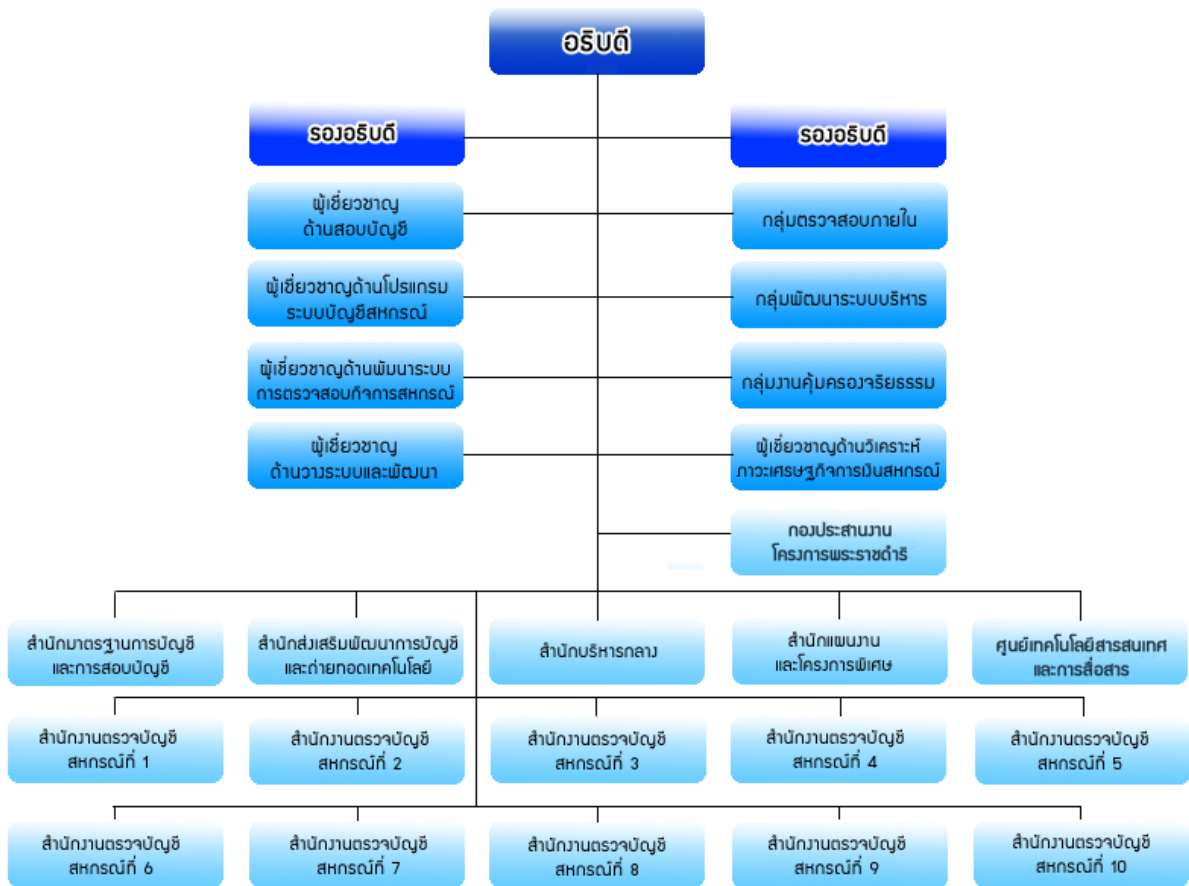 อธิบดี
รองอธิบดี
รองอธิบดี
ผู้เชี่ยวชาญ
ด้านสอบบัญชี
กลุ่มตรวจสอบภายใน
ผู้เชี่ยวชาญด้านโปรแกรม
ระบบบัญชีสหกรณ์
กลุ่มพัฒนาระบบบริหาร
ผู้เชี่ยวชาญด้านพัมนาระบบ
การตรวจสอบกิจการสหกรณ์
กลุ่มงานคุ้มครองจริยธรรม
ผู้เชี่ยวชาญ
ด้านวางระบบและพัฒนา
ผู้เชี่ยวชาญด้านวิเคราะห์
ภาวะเศรษฐกิจการเงินสหกรณ์
กองประสานงาน
โครงการพระราชดำริ
สำนักมาตรฐานการบัญชี
และการสอบบัญชี
สำนักส่งเสริมพัฒนาการบัญชี
และถ่ายทอดเทคโนโลยี
สำนักบริหารกลาง
สำนักแผนงาน
และโครงการพิเศษ
ศูนย์เทคโนโลยีสารสนเทศ
และการสื่อสาร
สำนักงานตรวจบัญชี
สหกรณ์ที่ 1
สำนักงานตรวจบัญชี
สหกรณ์ที่ 2
สำนักงานตรวจบัญชี
สหกรณ์ที่ 3
สำนักงานตรวจบัญชี
สหกรณ์ที่ 4
สำนักงานตรวจบัญชี
สหกรณ์ที่ 5
สำนักงานตรวจบัญชี
สหกรณ์ที่ 6
สำนักงานตรวจบัญชี
สหกรณ์ที่ 7
สำนักงานตรวจบัญชี
สหกรณ์ที่ 8
สำนักงานตรวจบัญชี
สหกรณ์ที่ 9
สำนักงานตรวจบัญชี
สหกรณ์ที่ 10